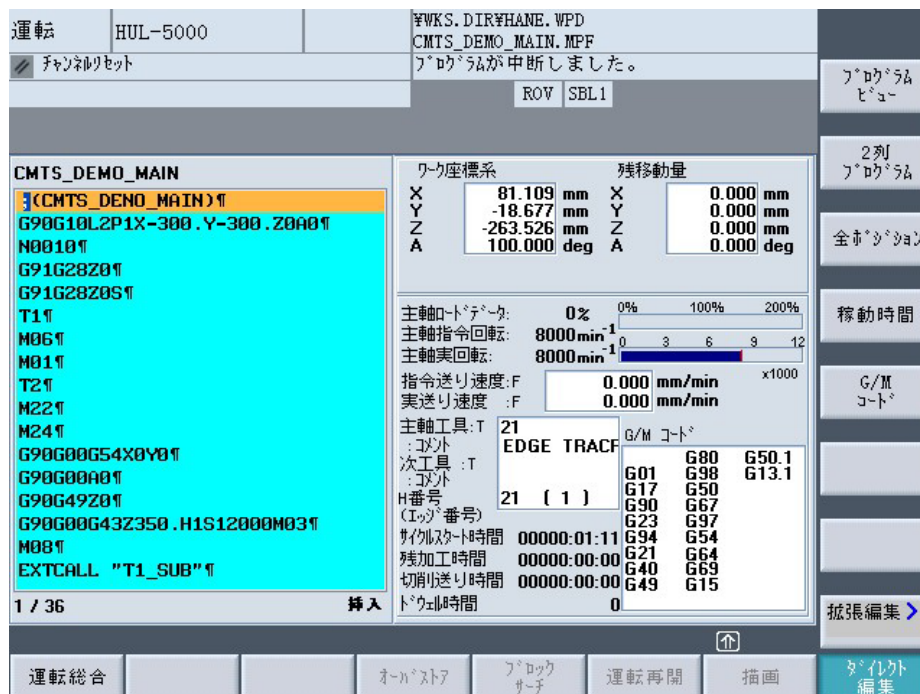 運転
HUL-5000
¥WKS.DIR¥HANE.WPD
CMTS_DEMO_MAIN.MPF
チャンネルリセット
プログラムが中断しました。
ROV SBL1
プログラム
ビュー
2列
プログラム
全ポジション
稼動時間
G/M
コード
拡張編集
CMTS_DEMO_MAIN
;(CMTS_DENO_MAIN)¶
G90G10L2P1X-300.Y-300.Z0A0¶
N0010¶
G91G28Z0¶
G91G28Z0S¶
T1¶
M06¶
M01¶
T2¶
M22¶
M24¶
G90G00G54X0Y0¶
G90G00A0¶
G90G49Z0¶
G90G00G43Z350.H1S12000M03¶
M08¶
EXTCALL "T1_SUB"¶
1 / 36 挿入
ワーク座標系 残移動量
X 81.109 mm X 0.000 mm
Y -18.677 mm Y 0.000 mm
Z -263.526 mm Z 0.000 mm
A 100.000 deg A 0.000 deg
主軸ロードデータ: 0% 0% 100% 200%
主軸指令回転: 8000min-1 0 3 6 9 12
主軸実回転: 8000min-1
x1000
指令送り速度:F 0.000 mm/min
実送り速度 :F 0.000 mm/min
主軸工具:T 21
:コメント EDGE TRACF
次工具 :T
:コメント
H番号 21 ( 1 )
(エッジ番号)
サイクルスタート時間 00000:01:11
残加工時間 00000:00:00
切削送り時間 00000:00:00
ドウェル時間 0
G/M コード
G80 G50.1
G01 G98 G13.1
G17 G50
G90 G67
G23 G97
G94 G54
G21 G64
G40 G69
G49 G15
運転総合
オーバストア
ブロック
サーチ
運転再開
描画
ダイレクト
編集